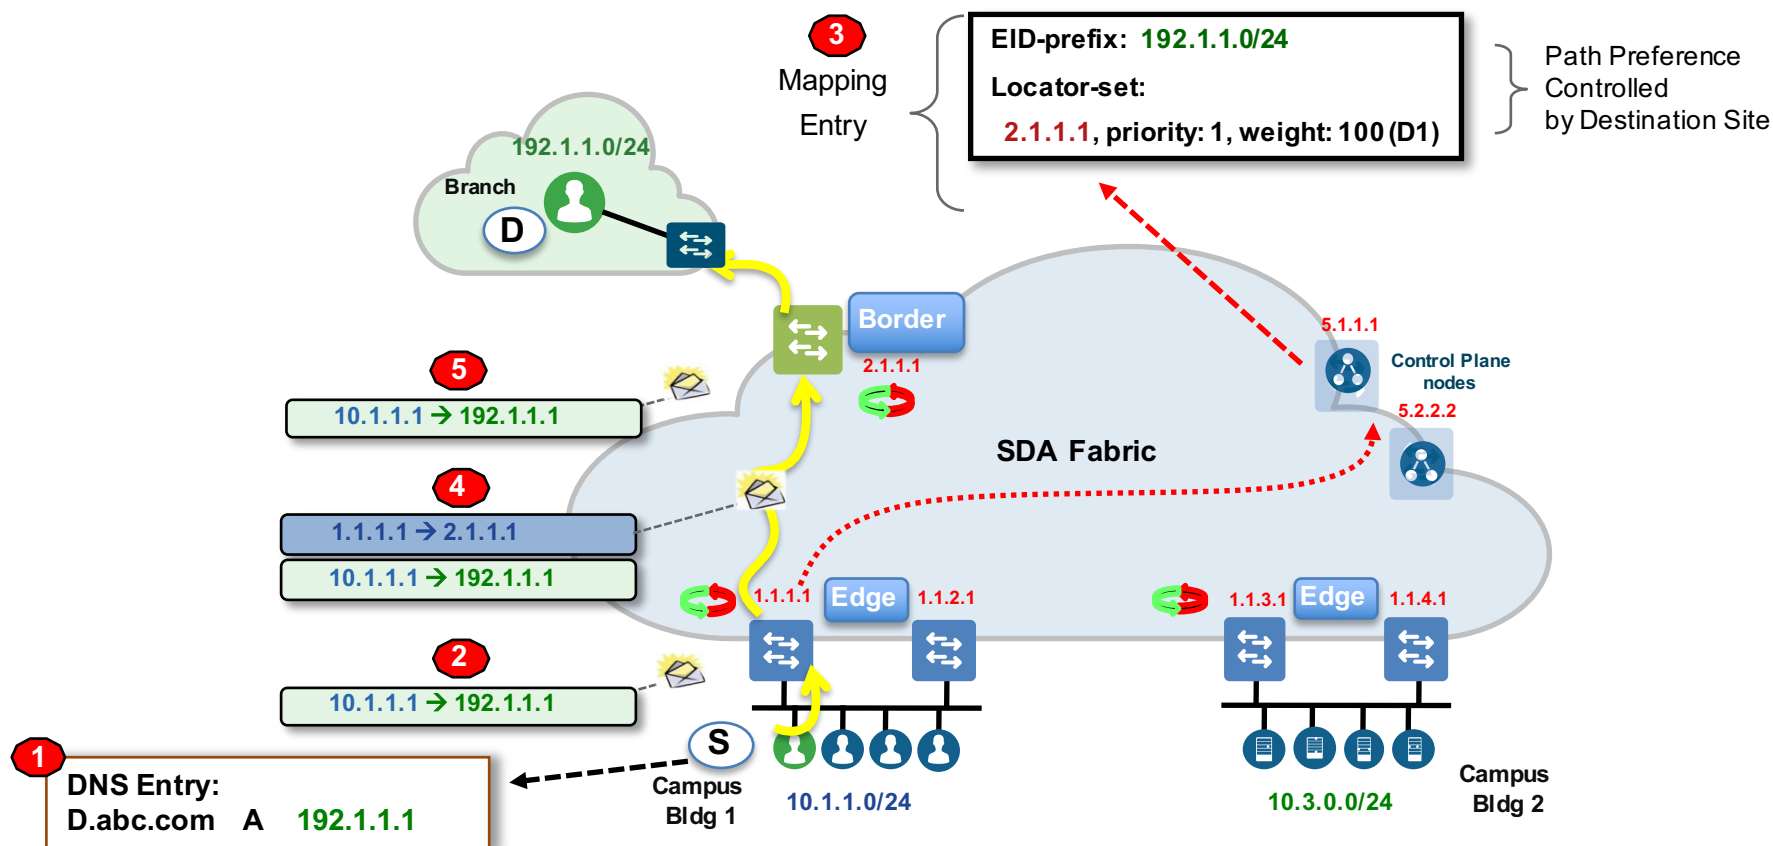 3
Mapping
Entry
EID-prefix: 192.1.1.0/24
Locator-set:
2.1.1.1, priority: 1, weight: 100 (D1)
Path Preference
Controlled
by Destination Site
192.1.1.0/24
Branch
D
Border
2.1.1.1
5.1.1.1
Control Plane
nodes
5.2.2.2
SDA Fabric
5
10.1.1.1 → 192.1.1.1
4
1.1.1.1 → 2.1.1.1
10.1.1.1 → 192.1.1.1
1.1.1.1
Edge
1.1.2.1
1.1.3.1
Edge
1.1.4.1
2
10.1.1.1 → 192.1.1.1
S
Campus
Bldg 1
10.1.1.0/24
10.3.0.0/24
Campus
Bldg 2
1
DNS Entry:
D.abc.com A 192.1.1.1